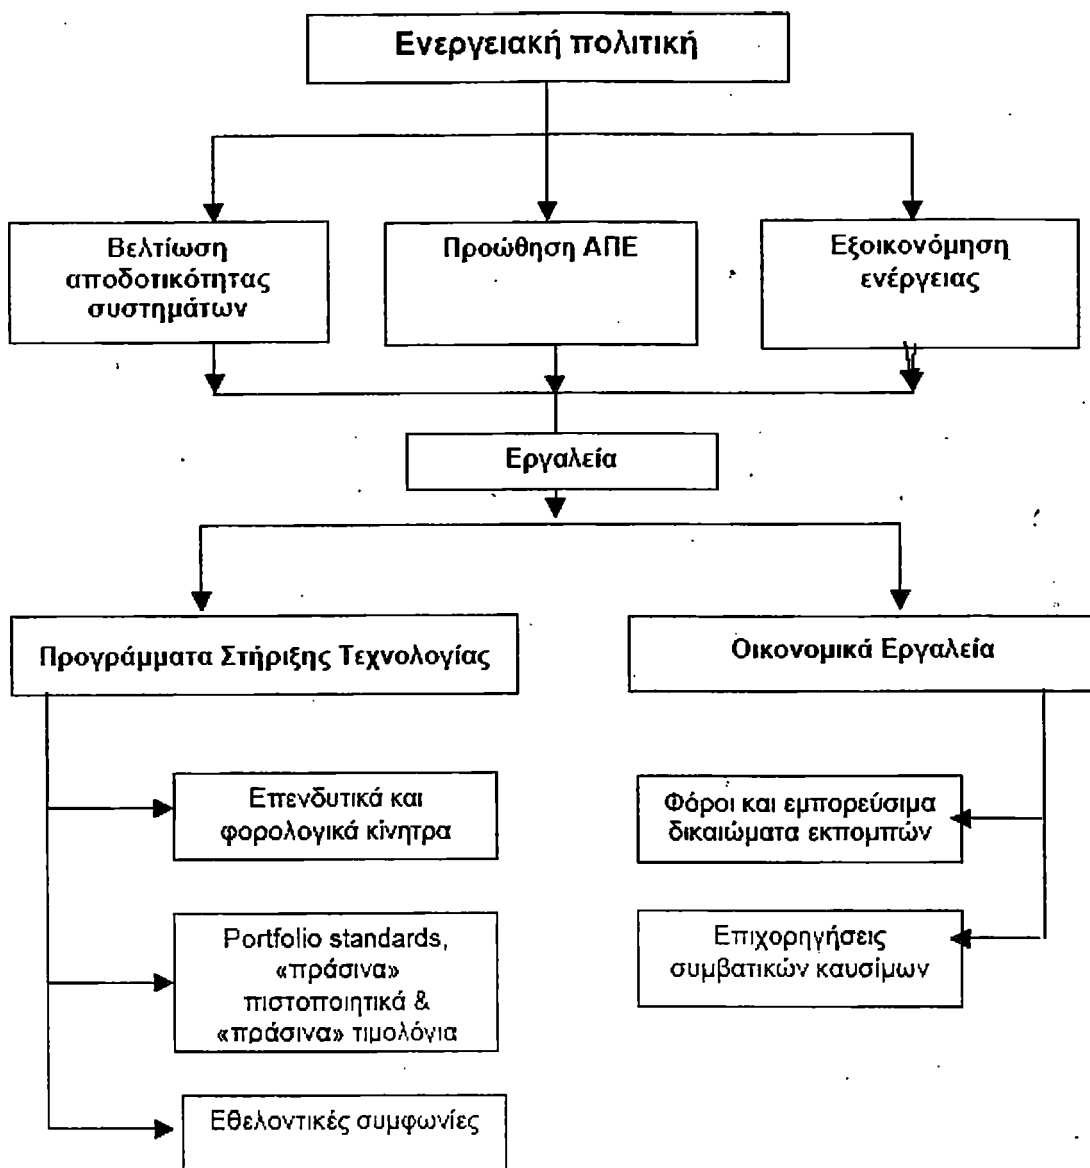 Ενεργειακή πολιτική
Βελτίωση
αποδοτικότητας
συστημάτων
Προώθηση ΑΠΕ
Εξοικονόμηση
ενέργειας
Εργαλεία
Προγράμματα Στήριξης Τεχνολογίας
Οικονομικά Εργαλεία
Επενδυτικά και
φορολογικά κίνητρα
Φόροι και εμπορεύσιμα
δικαιώματα εκπομπών
Portfolio standards,
«πράσινα»
πιστοποιητικά &
«πράσινα» τιμολόγια
Επιχορηγήσεις
συμβατικών καυσίμων
Εθελοντικές συμφωνίες